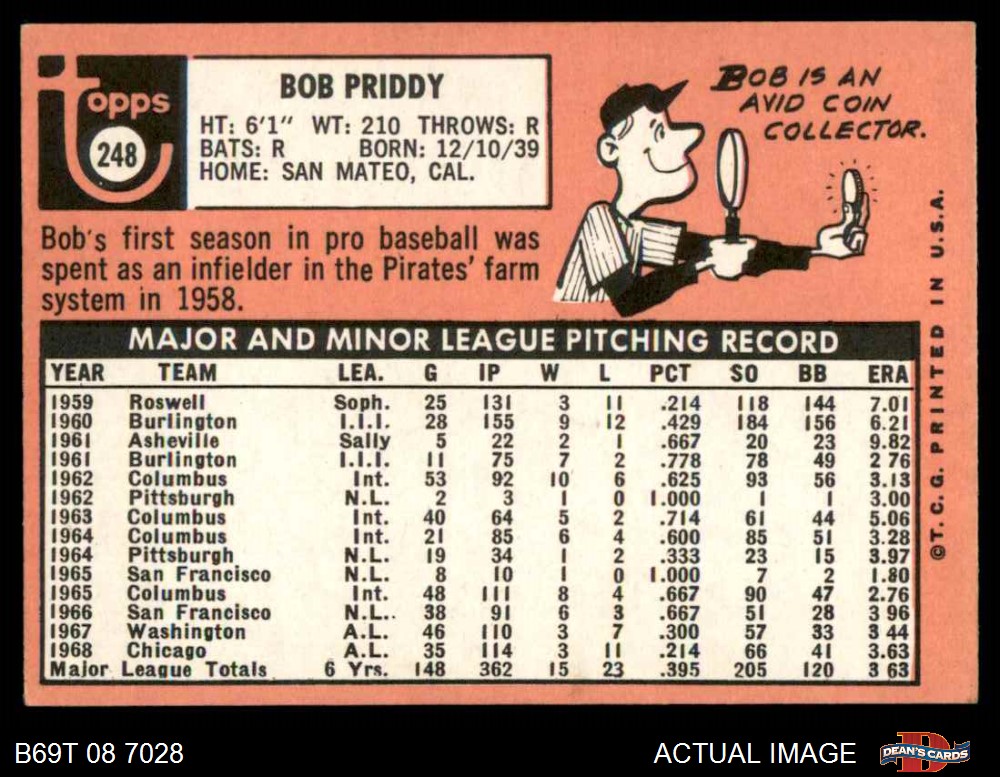 topps
248
BOB PRIDDY
HT: 6'1" WT: 210 THROWS: R
BATS: R BORN: 12/10/39
HOME: SAN MATEO, CAL.
BOB IS AN
AVID COIN
COLLECTOR.
Bob's first season in pro baseball was
spent as an infielder in the Pirates' farm
system in 1958.
MAJOR AND MINOR LEAGUE PITCHING RECORD
YEAR TEAM LEA. G IP W L PCT SO BB ERA
1959 Roswell Soph. 25 131 3 11 .214 118 144 7.01
1960 Burlington I.I.I. 28 155 9 12 .429 184 156 6.21
1961 Asheville Sally 5 22 2 1 .667 20 23 9.82
1961 Burlington I.I.I. 11 75 7 2 .778 78 49 2 76
1962 Columbus Int. 53 92 10 6 .625 93 56 3.13
1962 Pittsburgh N.L. 2 3 1 0 1.000 1 1 3.00
1963 Columbus Int. 40 64 5 2 .714 61 44 5.06
1964 Columbus Int. 21 85 6 4 .600 85 51 3.28
1964 Pittsburgh N.L. 19 34 1 2 .333 23 15 3.97
1965 San Francisco N.L. 8 10 1 0 1.000 7 2 1.80
1965 Columbus Int. 48 111 8 4 .667 90 47 2.76
1966 San Francisco N.L.. 38 91 6 3 .667 51 28 3 96
1967 Washington A.L. 46 110 3 7 .300 57 33 3 44
1968 Chicago A.L. 35 114 3 11 .214 66 41 3.63
Major League Totals 6 Yrs. 148 362 15 23 .395 205 120 3 63
©T. C. G. PRINTED IN U.S.A.
B69T 08 7028
ACTUAL IMAGE
DEAN'S CARDS